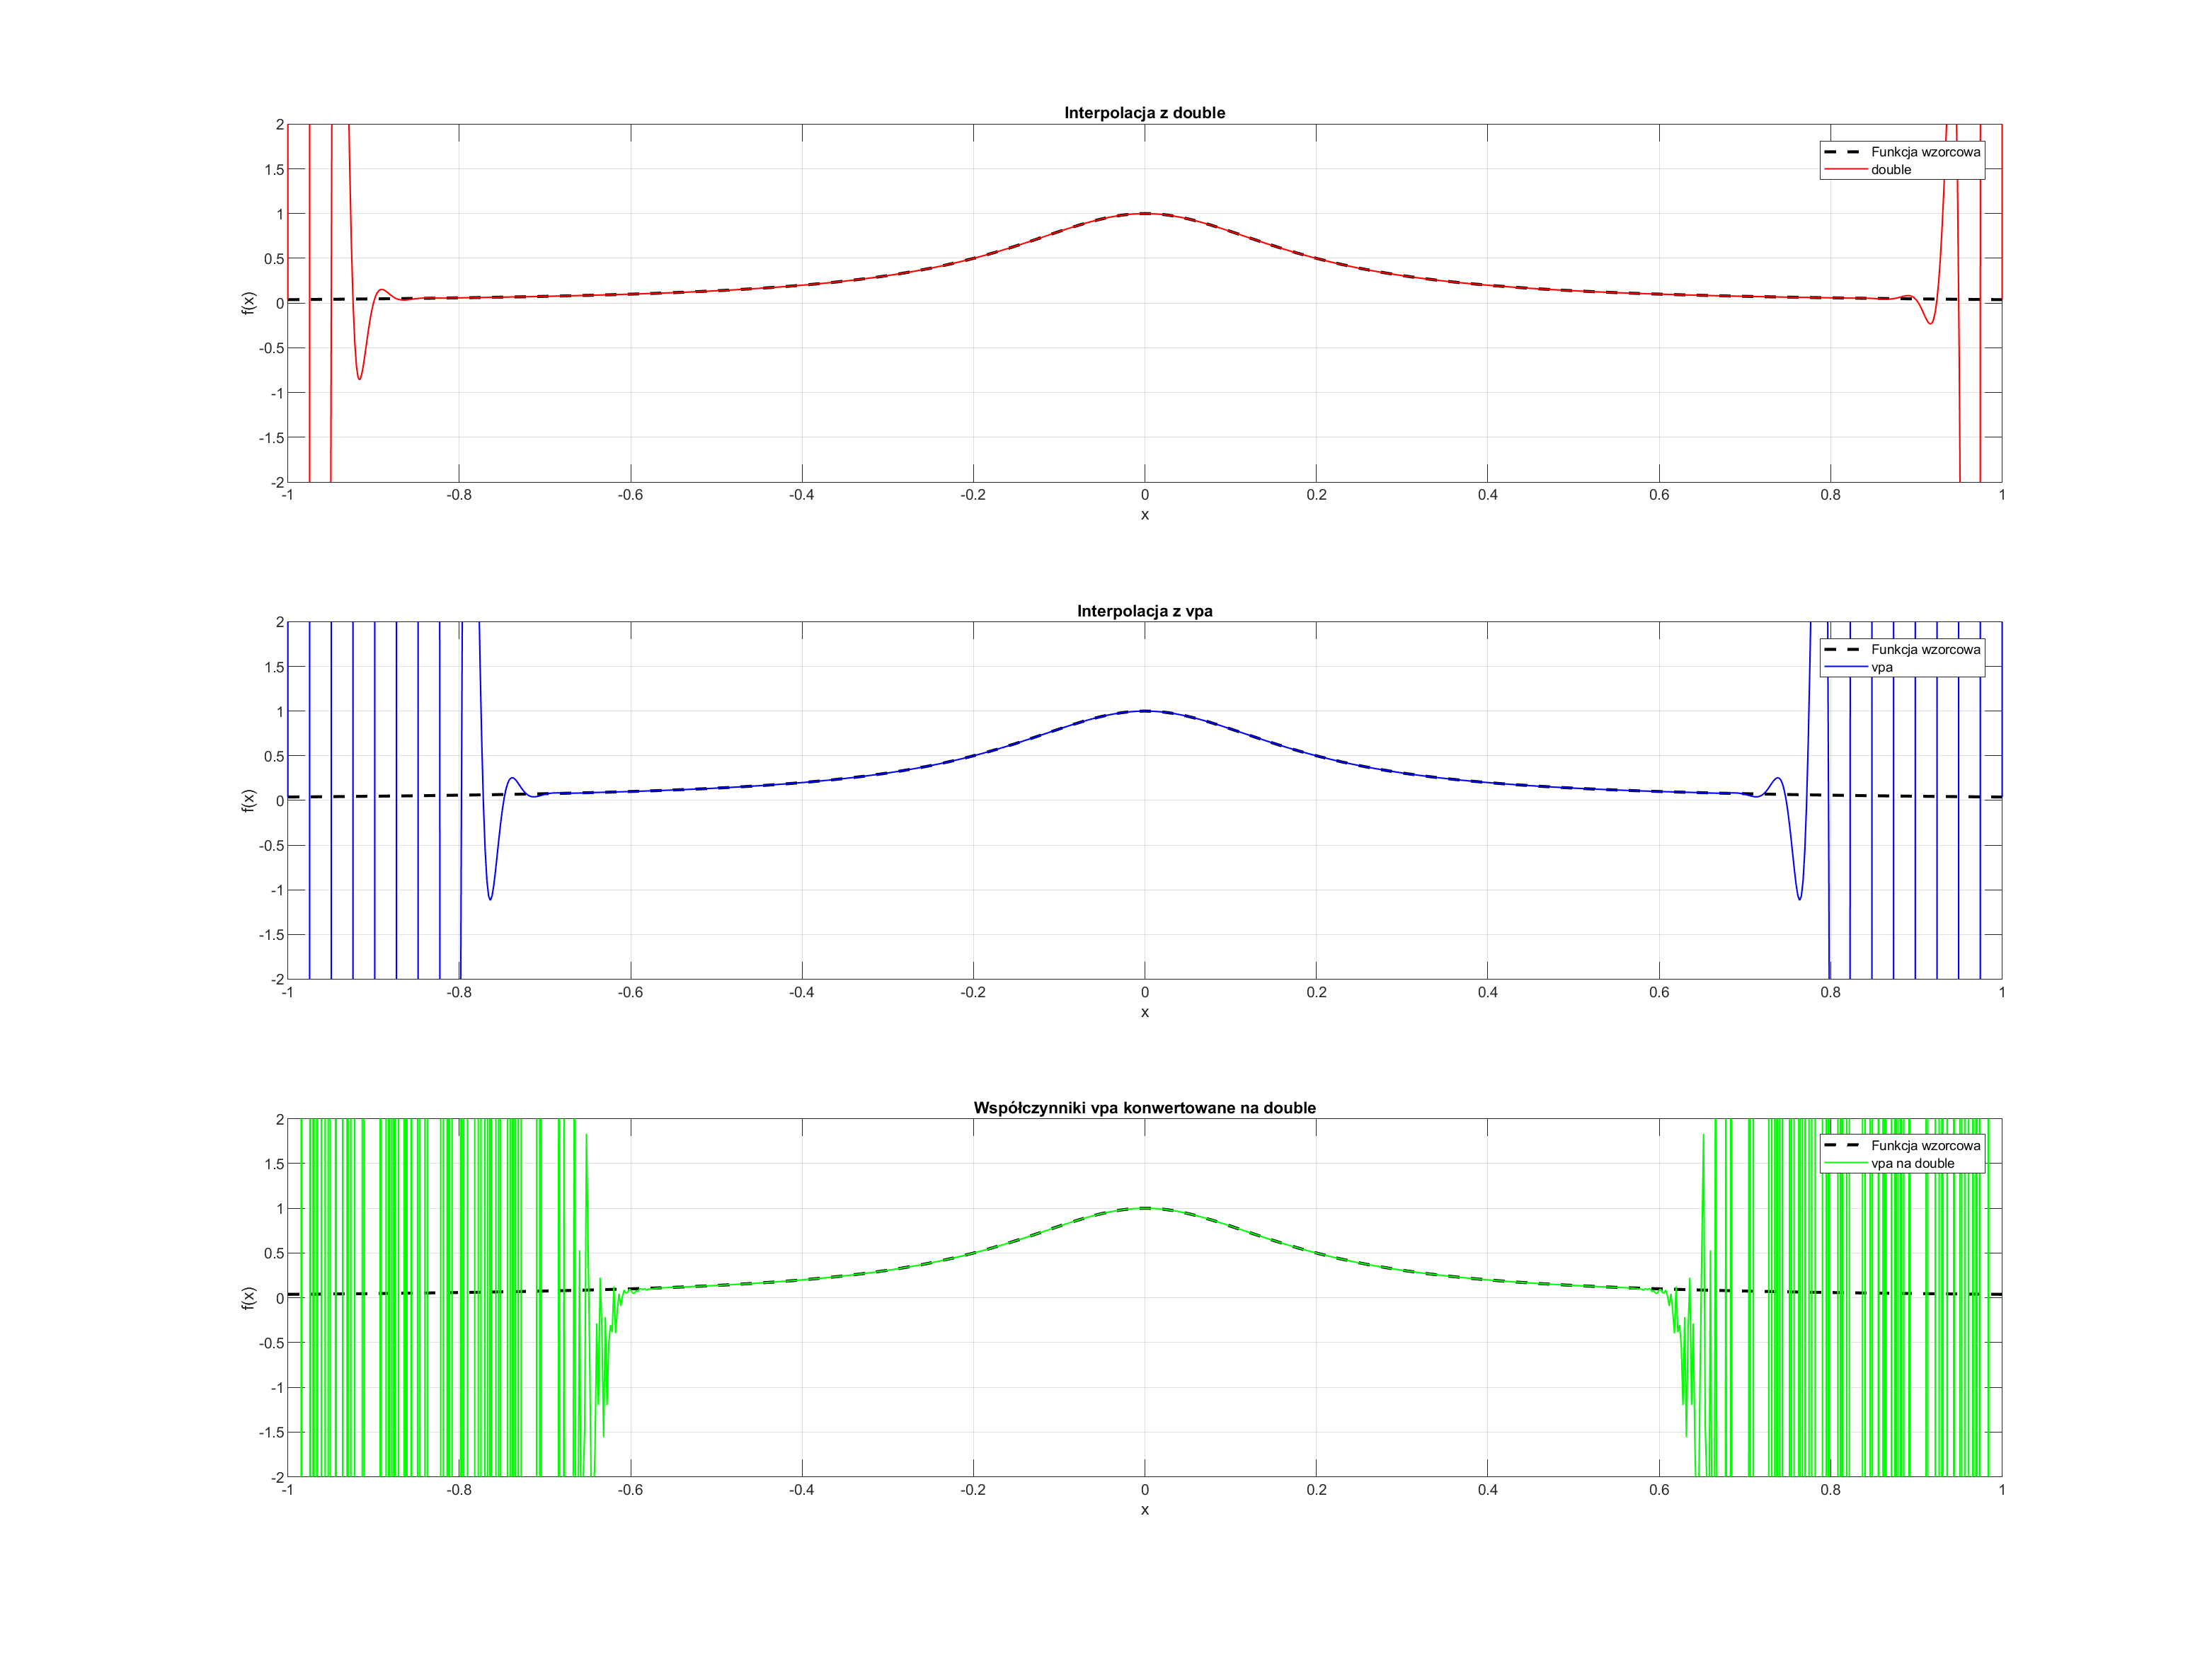 Interpolacja z double
2
1.5
1
0.5
0
-0.5
-1
-1.5
-2
f(x)
Funkcja wzorcowa
double
-1 -0.8 -0.6 -0.4 -0.2 0 0.2 0.4 0.6 0.8 1
x
Interpolacja z vpa
2
1.5
1
0.5
0
-0.5
-1
-1.5
-2
f(x)
Funkcja wzorcowa
vpa
-1 -0.8 -0.6 -0.4 -0.2 0 0.2 0.4 0.6 0.8 1
x
Współczynniki vpa konwertowane na double
2
1.5
1
0.5
0
-0.5
-1
-1.5
-2
f(x)
Funkcja wzorcowa
vpa na double
-1 -0.8 -0.6 -0.4 -0.2 0 0.2 0.4 0.6 0.8 1
x